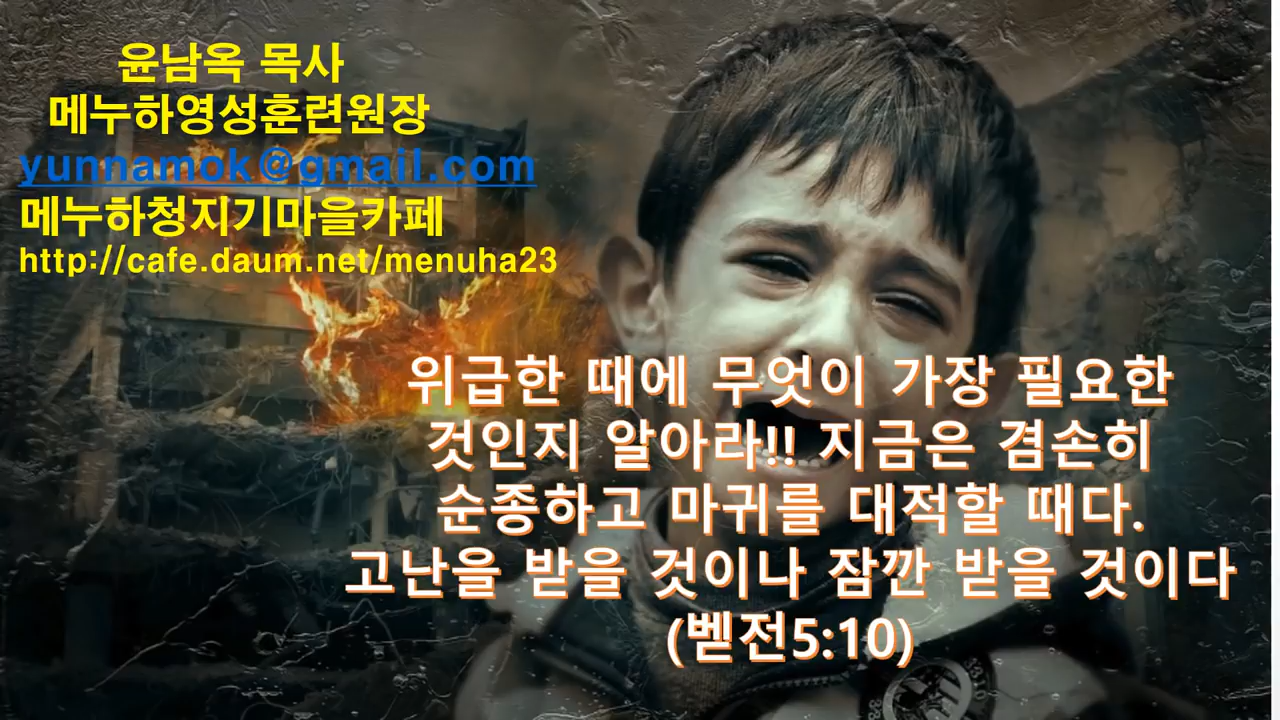 윤남옥 목사
메누하영성훈련원장
yunnamok@gmail.com
메누하청지기마을카페
http://cafe.daum.net/menuha23
위급한 때에 무엇이 가장 필요한
것인지 알아라!! 지금은 겸손히
순종하고 마귀를 대적할 때다.
고난을 받을 것이나 잠깐 받을 것이다
(벧전5:10)